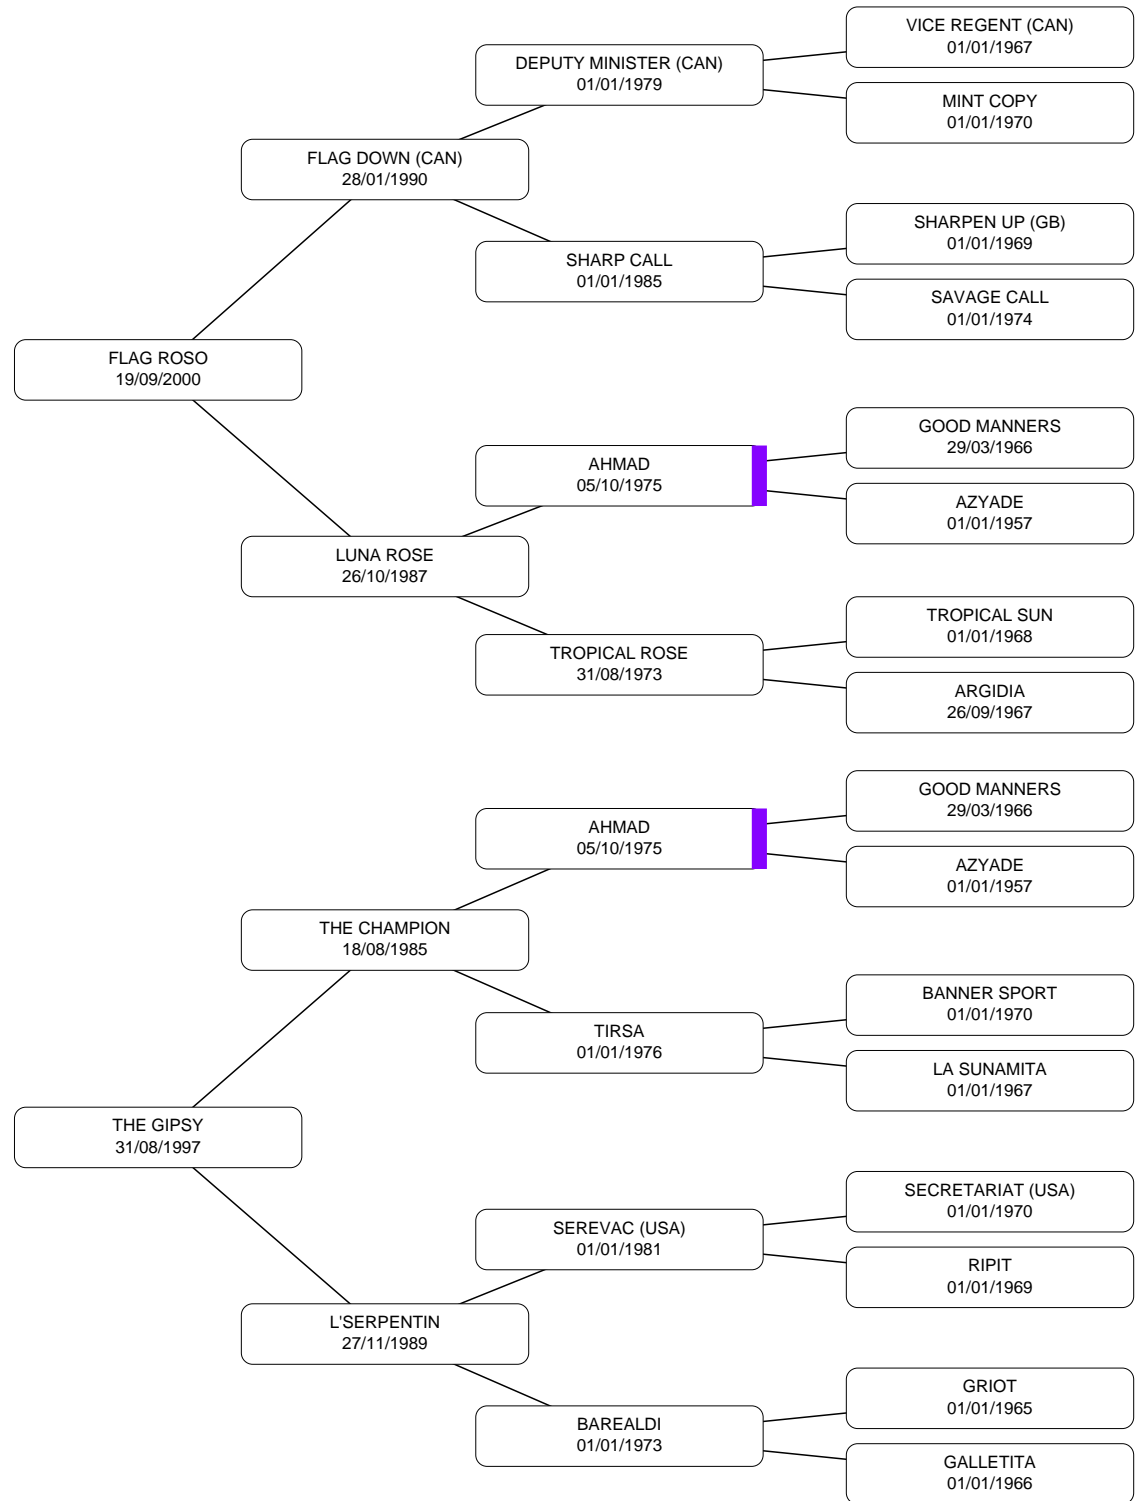 VICE REGENT (CAN)
01/01/1967
DEPUTY MINISTER (CAN)
01/01/1979
MINT COPY
01/01/1970
FLAG DOWN (CAN)
28/01/1990
SHARPEN UP (GB)
01/01/1969
SHARP CALL
01/01/1985
SAVAGE CALL
01/01/1974
FLAG ROSO
19/09/2000
GOOD MANNERS
29/03/1966
AHMAD
05/10/1975
AZYADE
01/01/1957
LUNA ROSE
26/10/1987
TROPICAL SUN
01/01/1968
TROPICAL ROSE
31/08/1973
ARGIDIA
26/09/1967
GOOD MANNERS
29/03/1966
AHMAD
05/10/1975
AZYADE
01/01/1957
THE CHAMPION
18/08/1985
BANNER SPORT
01/01/1970
TIRSA
01/01/1976
LA SUNAMITA
01/01/1967
THE GIPSY
31/08/1997
SECRETARIAT (USA)
01/01/1970
SEREVAC (USA)
01/01/1981
RIPIT
01/01/1969
L'SERPENTIN
27/11/1989
GRIOT
01/01/1965
BAREALDI
01/01/1973
GALLETITA
01/01/1966